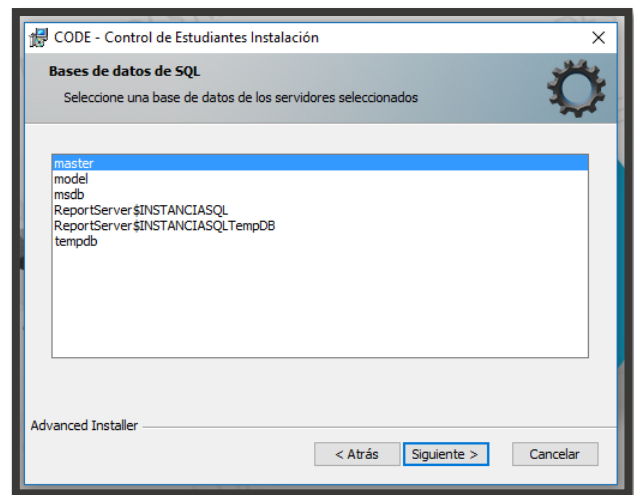 CODE - Control de Estudiantes Instalación
Bases de datos de SQL
Seleccione una base de datos de los servidores seleccionados
master
model
msdb
ReportServer$INSTANCIASQL
ReportServer$INSTANCIASQLTempDB
tempdb
Advanced Installer
< Atrás Siguiente > Cancelar